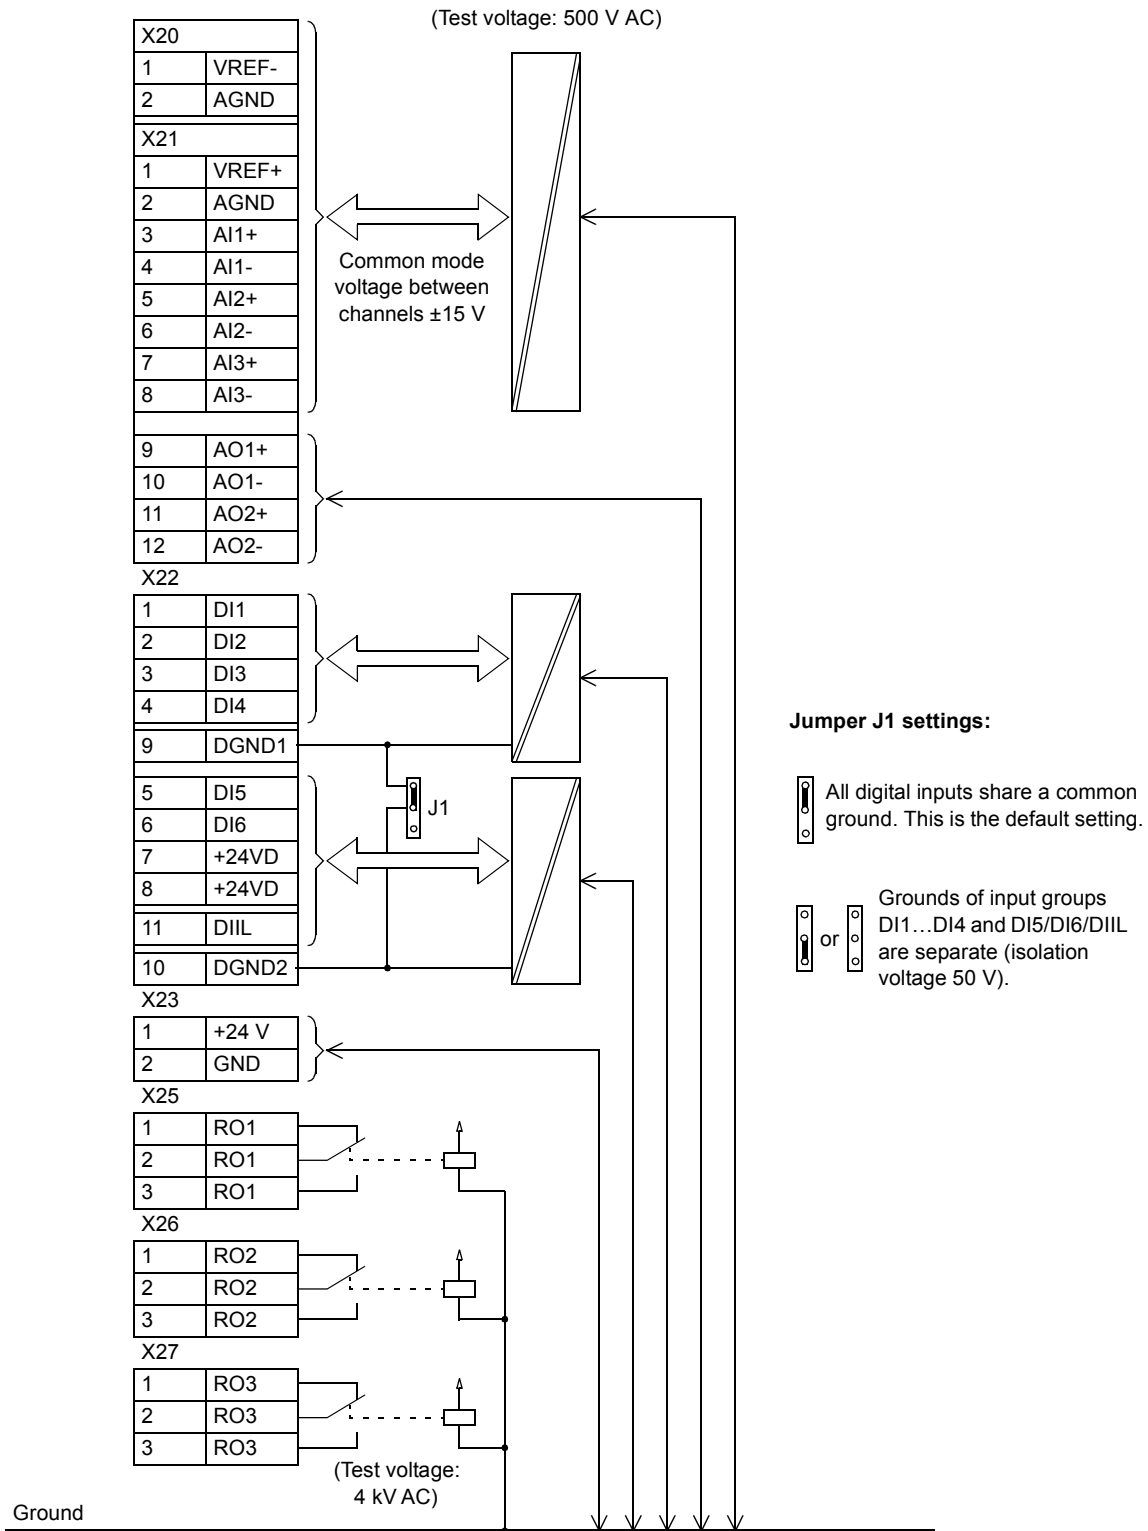 (Test voltage: 500 V AC)
X20
1 VREF-
2 AGND
X21
1 VREF+
2 AGND
3 AI1+
4 AI1-
5 AI2+
6 AI2-
7 AI3+
8 AI3-
Common mode
voltage between
channels ±15 V
9 AO1+
10 AO1-
11 AO2+
12 AO2-
X22
1 DI1
2 DI2
3 DI3
4 DI4
9 DGND1
5 DI5
6 DI6
7 +24VD
8 +24VD
11 DIIL
10 DGND2
J1
Jumper J1 settings:
All digital inputs share a common
ground. This is the default setting.
or
Grounds of input groups
DI1…DI4 and DI5/DI6/DIIL
are separate (isolation
voltage 50 V).
X23
1 +24 V
2 GND
X25
1 RO1
2 RO1
3 RO1
X26
1 RO2
2 RO2
3 RO2
X27
1 RO3
2 RO3
3 RO3
(Test voltage:
4 kV AC)
Ground